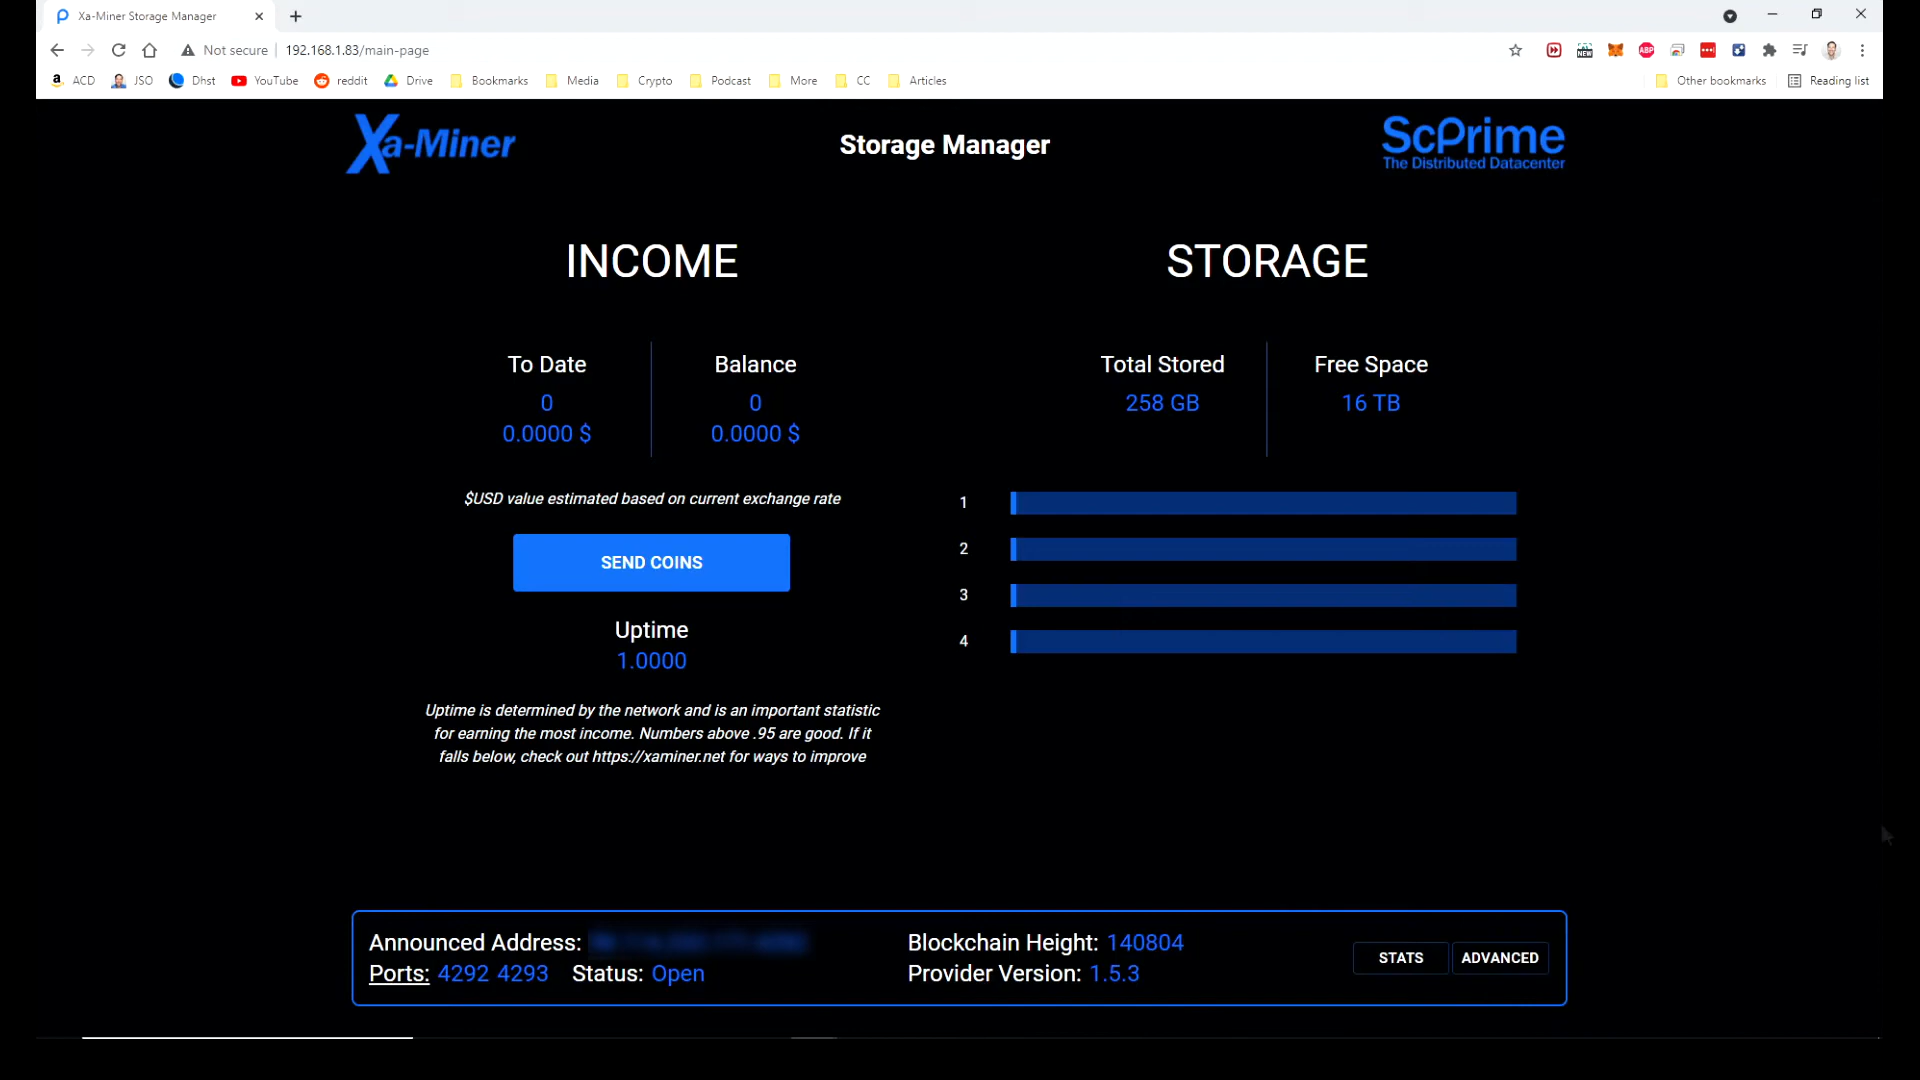 Xa-Miner Storage Manager
Not secure 192.168.1.83/main-page
ABP
NEW
a ACD JSO Dhst YouTube reddit Drive Bookmarks Media Crypto Podcast More CC Articles Other bookmarks Reading list
Xa-Miner
Storage Manager
ScPrime
The Distributed Datacenter
INCOME
STORAGE
To Date Balance
0 0
0.0000 $ 0.0000 $
Total Stored Free Space
258 GB 16 TB
$USD value estimated based on current exchange rate
SEND COINS
Uptime
1.0000
Uptime is determined by the network and is an important statistic
for earning the most income. Numbers above .95 are good. If it
falls below, check out https://xaminer.net for ways to improve
1
2
3
4
Announced Address:
Ports: 4292 4293 Status: Open
Blockchain Height: 140804
Provider Version: 1.5.3
STATS ADVANCED